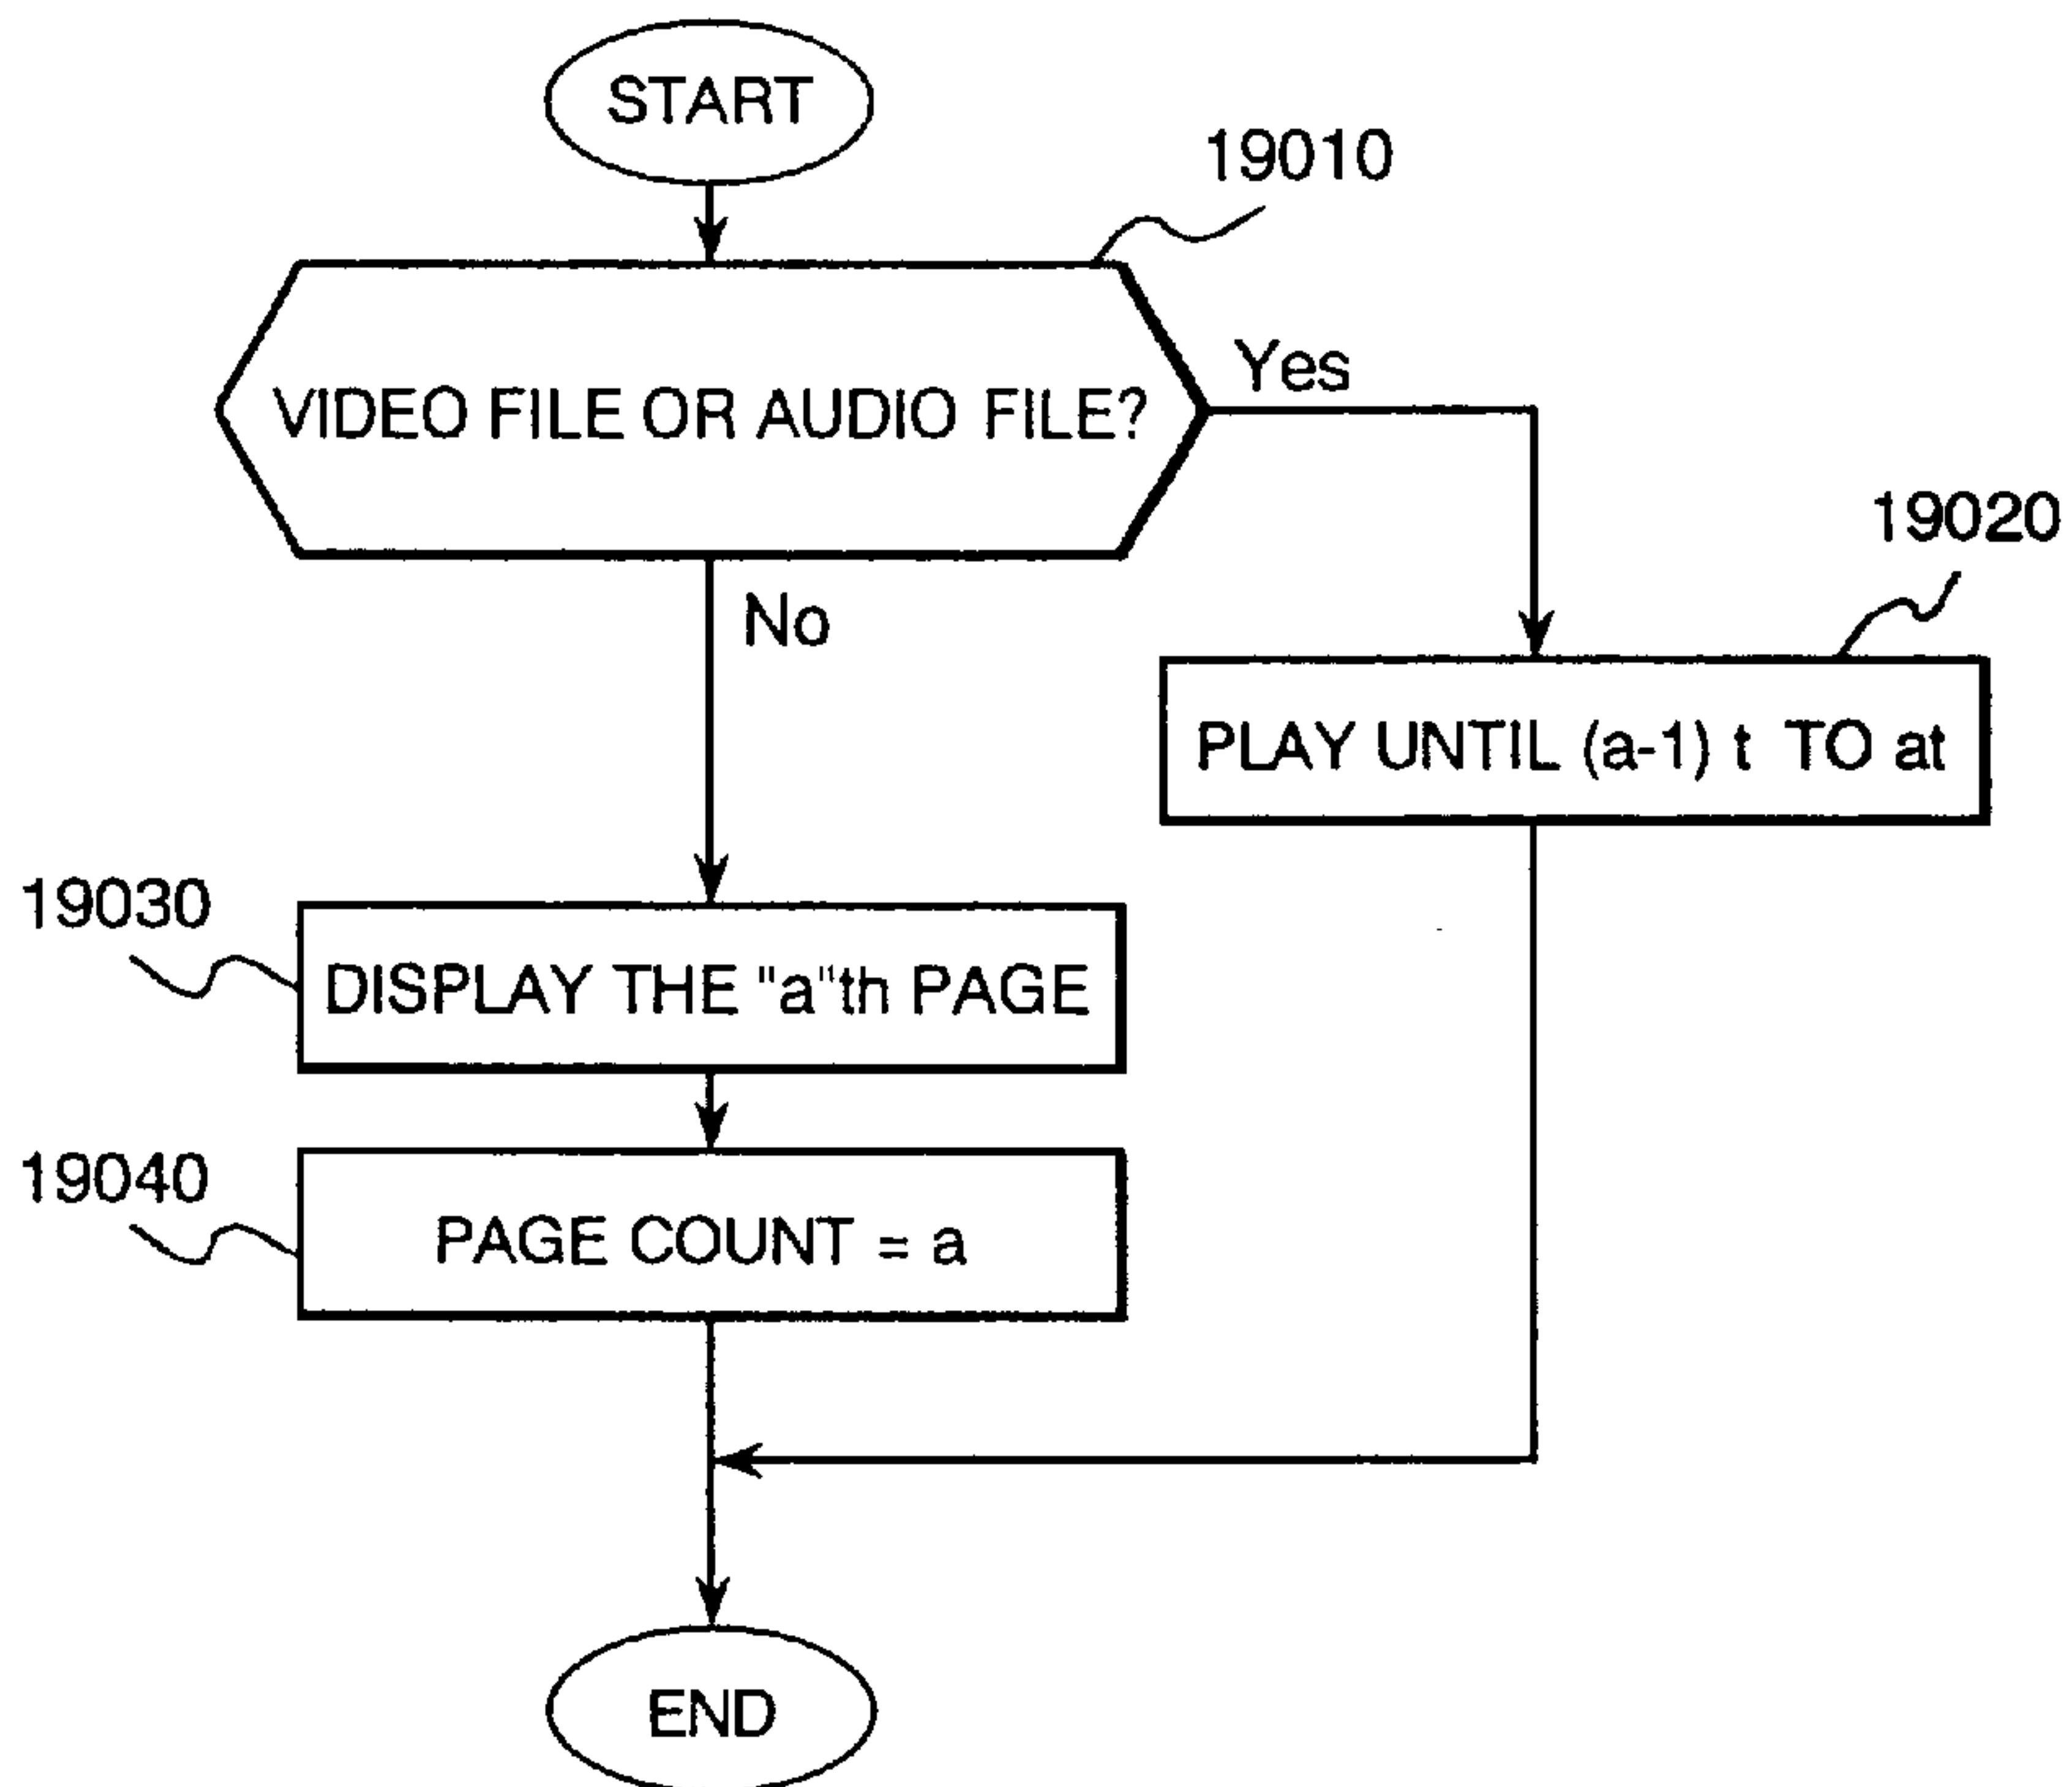 START
19010
VIDEO FILE OR AUDIO FILE?
Yes
No
19020
PLAY UNTIL (a-1) t TO at
19030
DISPLAY THE "a"th PAGE
19040
PAGE COUNT = a
END